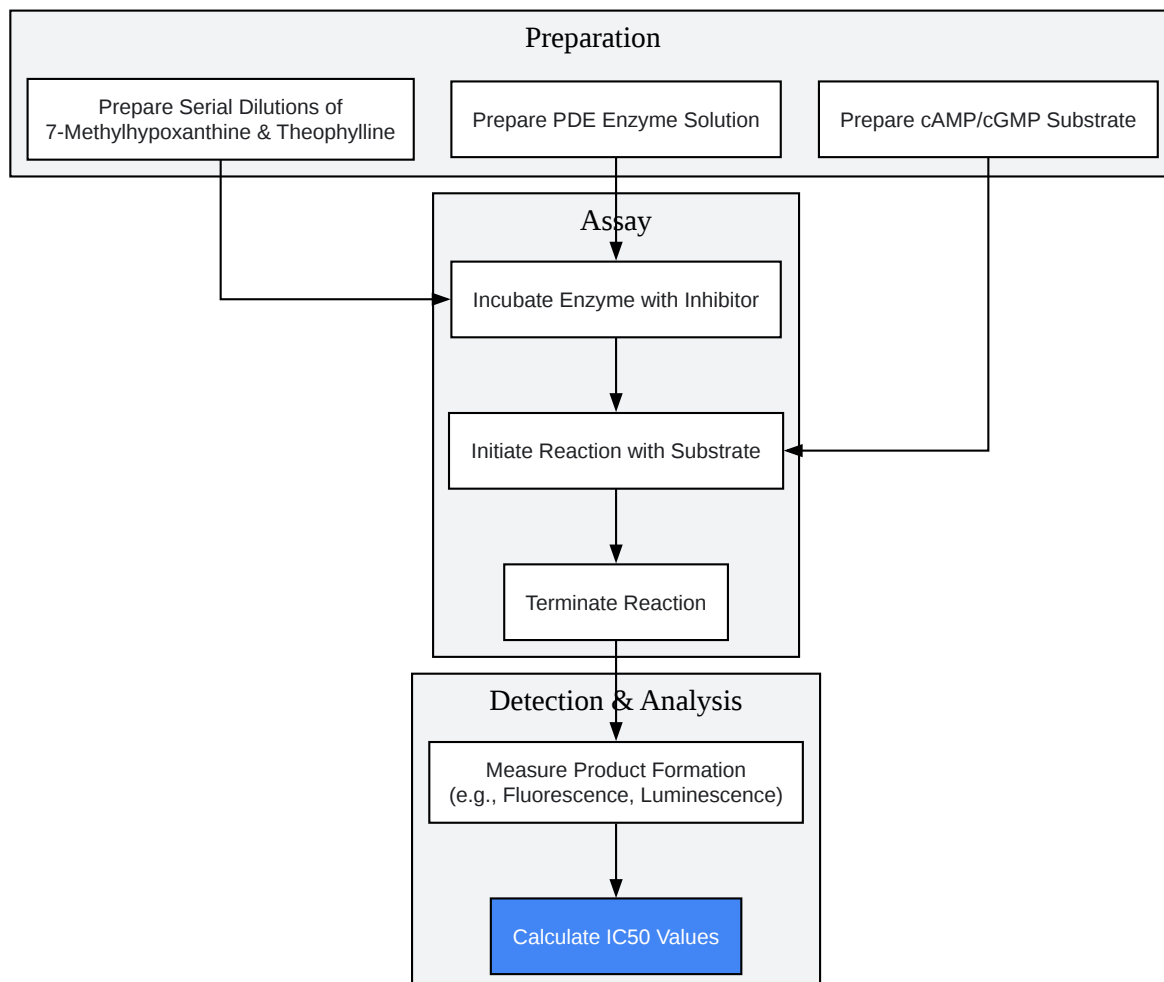 Preparation
Prepare Serial Dilutions of
7-Methylhypoxanthine & Theophylline
Prepare PDE Enzyme Solution
Prepare cAMP/cGMP Substrate
Assay
Incubate Enzyme with Inhibitor
Initiate Reaction with Substrate
Terminate Reaction
Detection & Analysis
Measure Product Formation
(e.g., Fluorescence, Luminescence)
Calculate IC50 Values